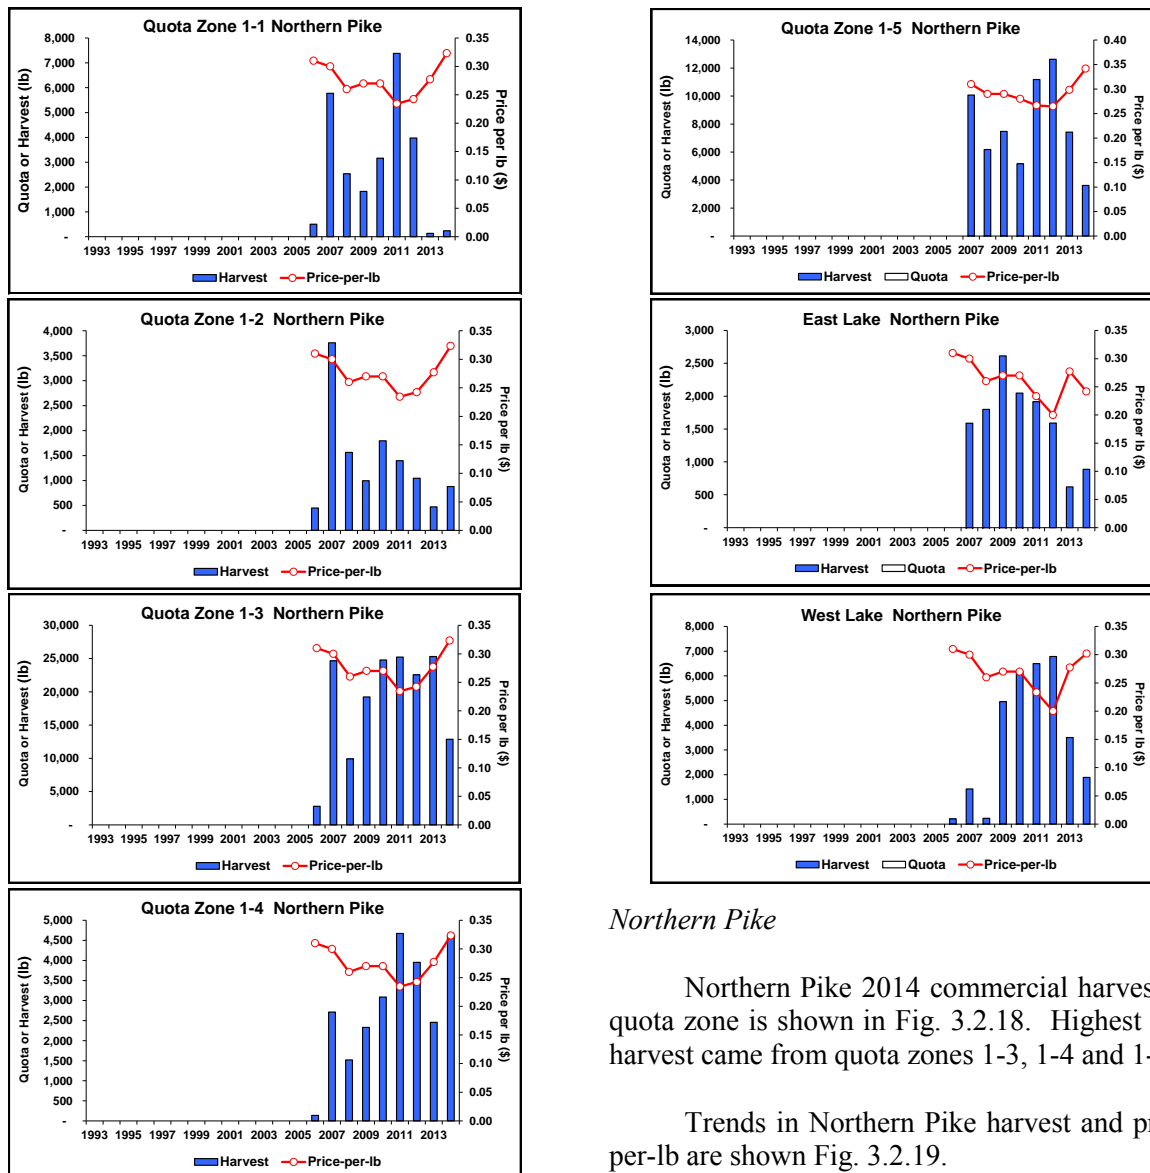 Quota Zone 1-1 Northern Pike
Quota or Harvest (lb)
8,000
7,000
6,000
5,000
4,000
3,000
2,000
1,000
-
0.35
0.30
0.25
0.20
0.15
0.10
0.05
0.00
Price per lb ($)
1993 1995 1997 1999 2001 2003 2005 2007 2009 2011 2013
Harvest Price-per-lb
Quota Zone 1-2 Northern Pike
Quota or Harvest (lb)
4,000
3,500
3,000
2,500
2,000
1,500
1,000
500
-
0.35
0.30
0.25
0.20
0.15
0.10
0.05
0.00
Price per lb ($)
1993 1995 1997 1999 2001 2003 2005 2007 2009 2011 2013
Harvest Price-per-lb
Quota Zone 1-3 Northern Pike
Quota or Harvest (lb)
30,000
25,000
20,000
15,000
10,000
5,000
-
0.35
0.30
0.25
0.20
0.15
0.10
0.05
0.00
Price per lb ($)
1993 1995 1997 1999 2001 2003 2005 2007 2009 2011 2013
Harvest Price-per-lb
Quota Zone 1-4 Northern Pike
Quota or Harvest (lb)
5,000
4,500
4,000
3,500
3,000
2,500
2,000
1,500
1,000
500
-
0.35
0.30
0.25
0.20
0.15
0.10
0.05
0.00
Price per lb ($)
1993 1995 1997 1999 2001 2003 2005 2007 2009 2011 2013
Harvest Price-per-lb
Quota Zone 1-5 Northern Pike
Quota or Harvest (lb)
14,000
12,000
10,000
8,000
6,000
4,000
2,000
-
0.40
0.35
0.30
0.25
0.20
0.15
0.10
0.05
0.00
Price per lb ($)
1993 1995 1997 1999 2001 2003 2005 2007 2009 2011 2013
Harvest Quota Price-per-lb
East Lake Northern Pike
Quota or Harvest (lb)
3,000
2,500
2,000
1,500
1,000
500
-
0.35
0.30
0.25
0.20
0.15
0.10
0.05
0.00
Price per lb ($)
1993 1995 1997 1999 2001 2003 2005 2007 2009 2011 2013
Harvest Quota Price-per-lb
West Lake Northern Pike
Quota or Harvest (lb)
8,000
7,000
6,000
5,000
4,000
3,000
2,000
1,000
-
0.35
0.30
0.25
0.20
0.15
0.10
0.05
0.00
Price per lb ($)
1993 1995 1997 1999 2001 2003 2005 2007 2009 2011 2013
Harvest Quota Price-per-lb
Northern Pike
Northern Pike 2014 commercial harves
quota zone is shown in Fig. 3.2.18. Highest
harvest came from quota zones 1-3, 1-4 and 1-
Trends in Northern Pike harvest and pr
per-lb are shown Fig. 3.2.19.